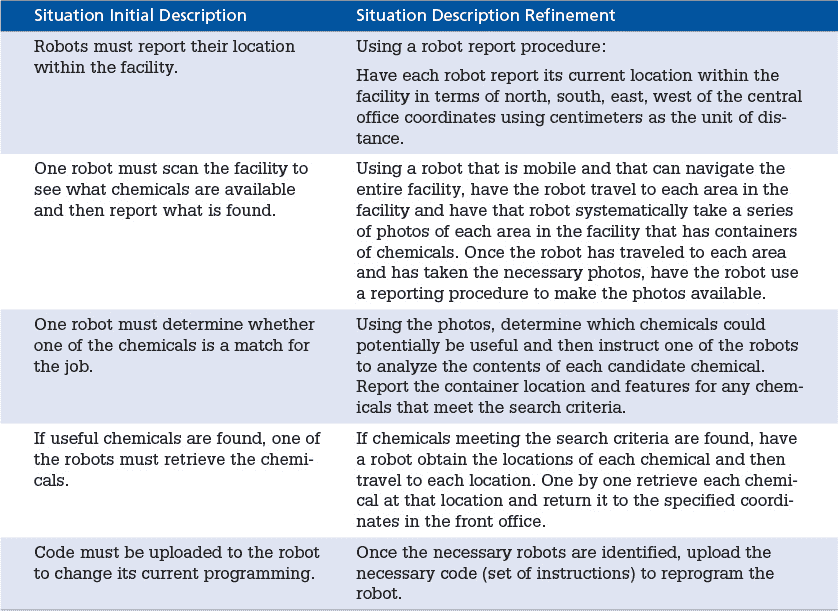 Situation Initial Description
Situation Description Refinement
Robots must report their location
within the facility.
Using a robot report procedure:
Have each robot report its current location within the
facility in terms of north, south, east, west of the central
office coordinates using centimeters as the unit of dis-
tance.
One robot must scan the facility to
see what chemicals are available
and then report what is found.
Using a robot that is mobile and that can navigate the
entire facility, have the robot travel to each area in the
facility and have that robot systematically take a series
of photos of each area in the facility that has containers
of chemicals. Once the robot has traveled to each area
and has taken the necessary photos, have the robot use
a reporting procedure to make the photos available.
One robot must determine whether
one of the chemicals is a match for
the job.
Using the photos, determine which chemicals could
potentially be useful and then instruct one of the robots
to analyze the contents of each candidate chemical.
Report the container location and features for any chem-
icals that meet the search criteria.
If useful chemicals are found, one of
the robots must retrieve the chemi-
cals.
If chemicals meeting the search criteria are found, have
a robot obtain the locations of each chemical and then
travel to each location. One by one retrieve each chemi-
cal at that location and return it to the specified coordi-
nates in the front office.
Code must be uploaded to the robot
to change its current programming.
Once the necessary robots are identified, upload the
necessary code (set of instructions) to reprogram the
robot.